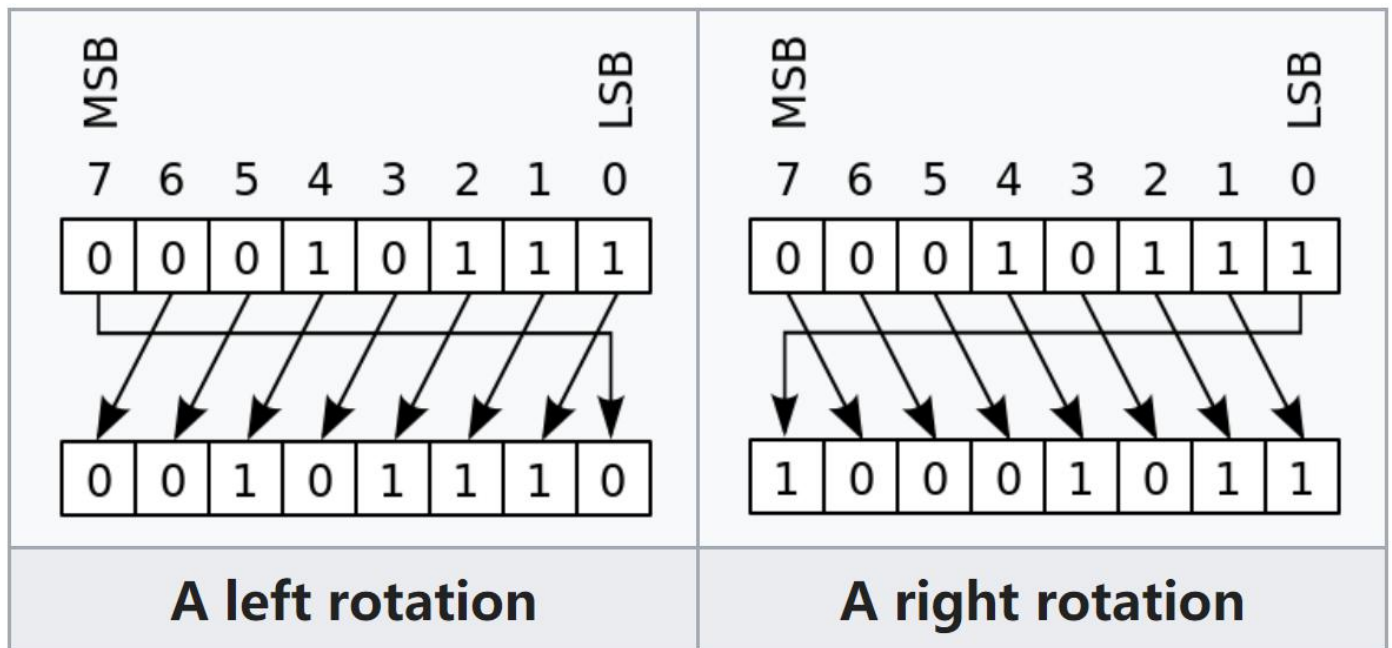 MSB LSB
7 6 5 4 3 2 1 0
0 0 0 1 0 1 1 1
0 0 1 0 1 1 1 0
A left rotation
MSB LSB
7 6 5 4 3 2 1 0
0 0 0 1 0 1 1 1
1 0 0 0 1 0 1 1
A right rotation